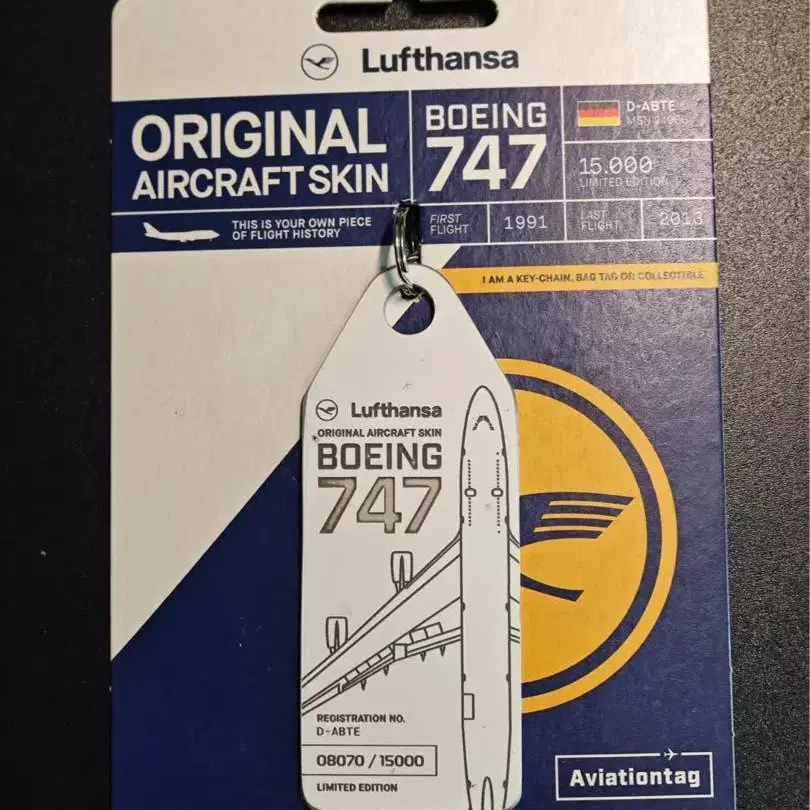 Lufthansa
ORIGINAL
AIRCRAFT SKIN
BOEING
747
D-ABTE
15.000
LIMITED EDITION
THIS IS YOUR OWN PIECE
OF FLIGHT HISTORY
FIRST
FLIGHT
1991
LAST
FLIGHT
2013
I AM A KEY-CHAIN, BAG TAG OR COLLECTIBLE
Lufthansa
ORIGINAL AIRCRAFT SKIN
BOEING
747
REGISTRATION NO.
D-ABTE
08070 / 15000
LIMITED EDITION
Aviationtag